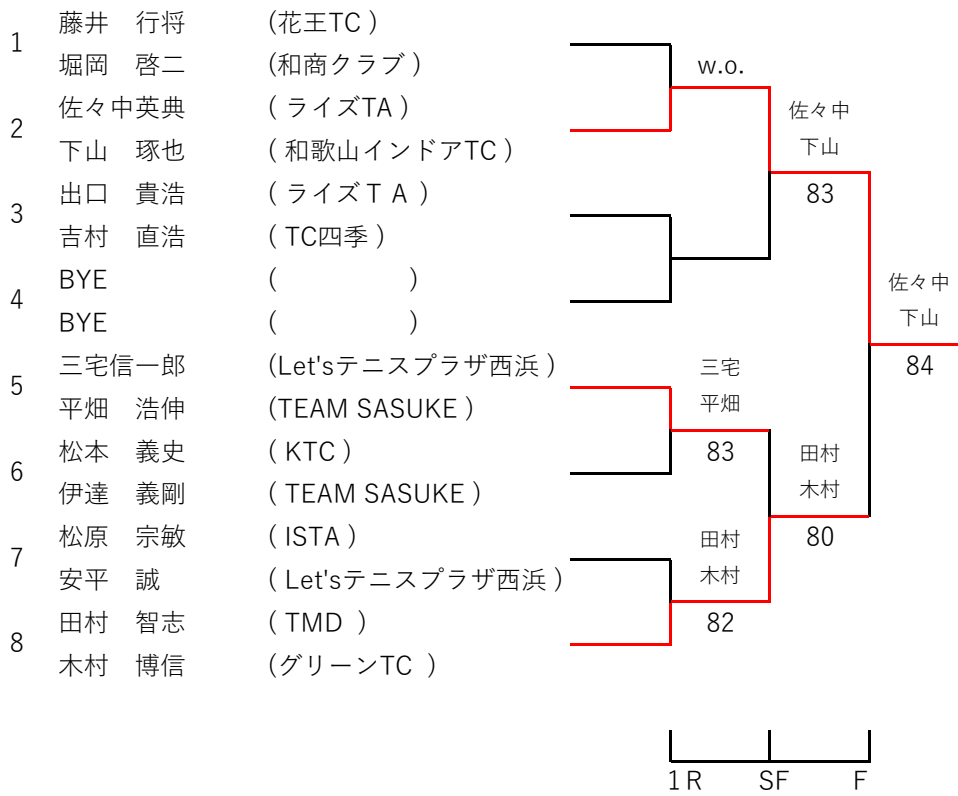 1
藤井　行将 (花王TC )
堀岡　啓二 (和商クラブ )
2
佐々中英典 ( ライズTA )
下山　琢也 ( 和歌山インドアTC )
3
出口　貴浩 ( ライズＴＡ )
吉村　直浩 ( TC四季 )
4
BYE ( )
BYE ( )
5
三宅信一郎 (Let'sテニスプラザ西浜 )
平畑　浩伸 (TEAM SASUKE )
6
松本　義史 ( KTC )
伊達　義剛 ( TEAM SASUKE )
7
松原　宗敏 ( ISTA )
安平　誠 ( Let'sテニスプラザ西浜 )
8
田村　智志 ( TMD )
木村　博信 (グリーンTC )
w.o.
三宅
平畑
83
田村
木村
82
佐々中
下山
83
田村
木村
80
佐々中
下山
84
1R SF F